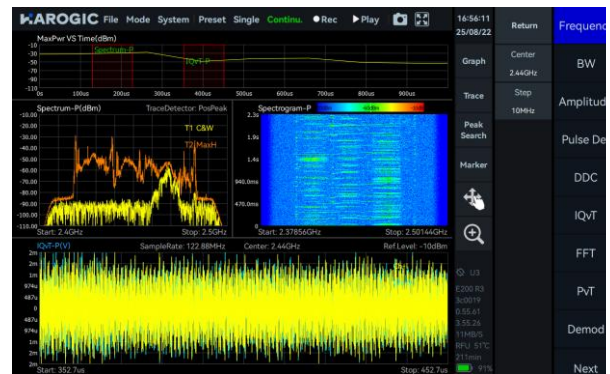 HAROGIC File Mode System Preset Single Continu. Rec Play
16:56:11
25/08/22
Return
Frequenc
MaxPwr VS Time(dBm)
-10
-30
-50
-70
-90
-110
Spectrum-P
IQvT-P
0s 100us 200us 300us 400us 500us 600us 700us 800us 900us
Graph
Center
2.44GHz
BW
Trace
Step
10MHz
Amplitud
Spectrum-P(dBm) TraceDetector: PosPeak
-10.00
-30.00
-40.00
-50.00
-60.00
-70.00
-80.00
-90.00
-100.00
-110.00
T1 C&W
T2 MaxH
Start: 2.4GHz Stop: 2.5GHz
Spectrogram-P
2.3s
1.9s
1.4s
940.0ms
470.0ms
0
Start: 2.37856GHz Stop: 2.50144GHz
Peak
Search
Pulse De
Marker
DDC
IQvT
IQvT-P(V) SampleRate: 122.88MHz Center: 2.44GHz Ref Level: -10dBm
2m
2m
1m
974u
487u
0
487u
974u
1m
2m
2m
Start: 352.7us Stop: 452.7us
FFT
U3
E200 R3
3c0019
0.55.61
3.55.26
11MB/S
RFU 51°C
211min
91%
PvT
Demod
Next